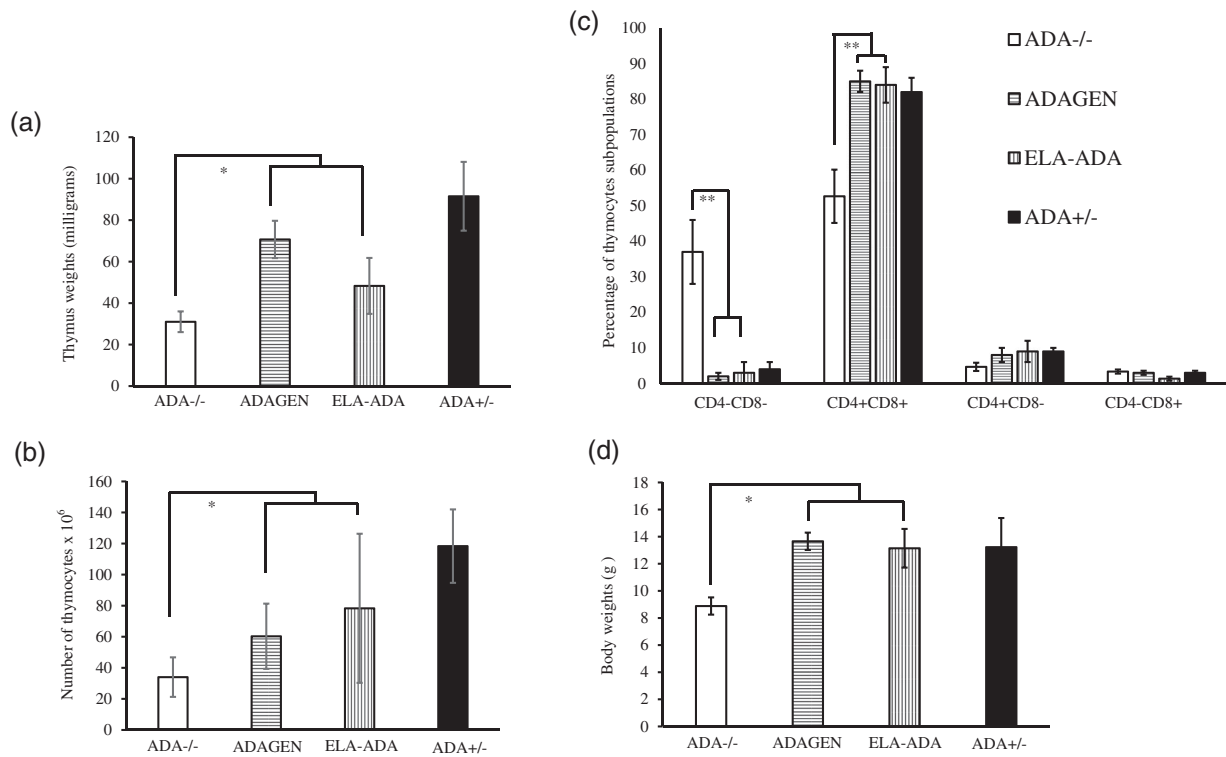 (a)
Thymus weights (milligrams)
120
100
80
60
40
20
0
*
ADA-/-
ADAGEN
ELA-ADA
ADA+/-
(b)
Number of thymocytes x 10⁶
160
140
120
100
80
60
40
20
0
*
ADA-/-
ADAGEN
ELA-ADA
ADA+/-
(c)
Percentage of thymocytes subpopulations
100
90
80
70
60
50
40
30
20
10
0
**
**
CD4-CD8-
CD4+CD8+
CD4+CD8-
CD4-CD8+
ADA-/-
ADAGEN
ELA-ADA
ADA+/-
(d)
Body weights (g )
18
16
14
12
10
8
6
4
2
0
*
ADA-/-
ADAGEN
ELA-ADA
ADA+/-